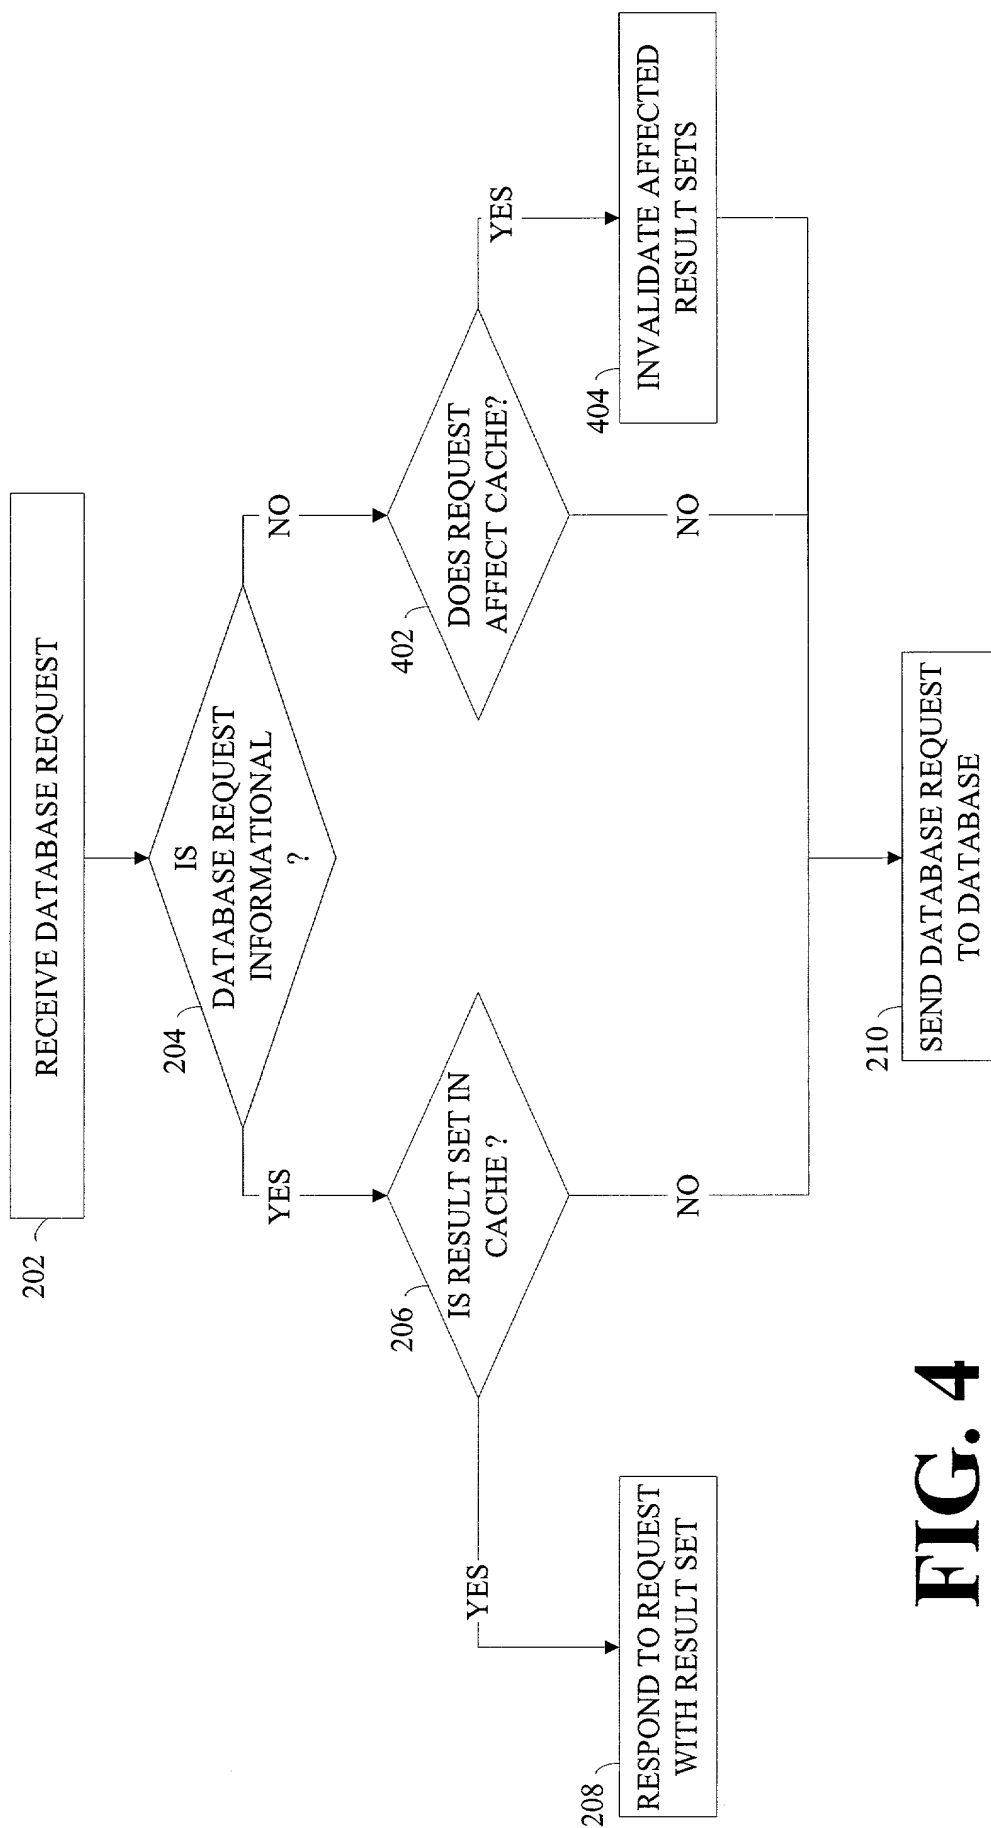 202
RECEIVE DATABASE REQUEST
204
IS
DATABASE REQUEST
INFORMATIONAL
?
YES
NO
206
IS RESULT SET IN
CACHE ?
402
DOES REQUEST
AFFECT CACHE?
YES
YES
208
RESPOND TO REQUEST
WITH RESULT SET
NO
NO
404
INVALIDATE AFFECTED
RESULT SETS
210
SEND DATABASE REQUEST
TO DATABASE
FIG. 4